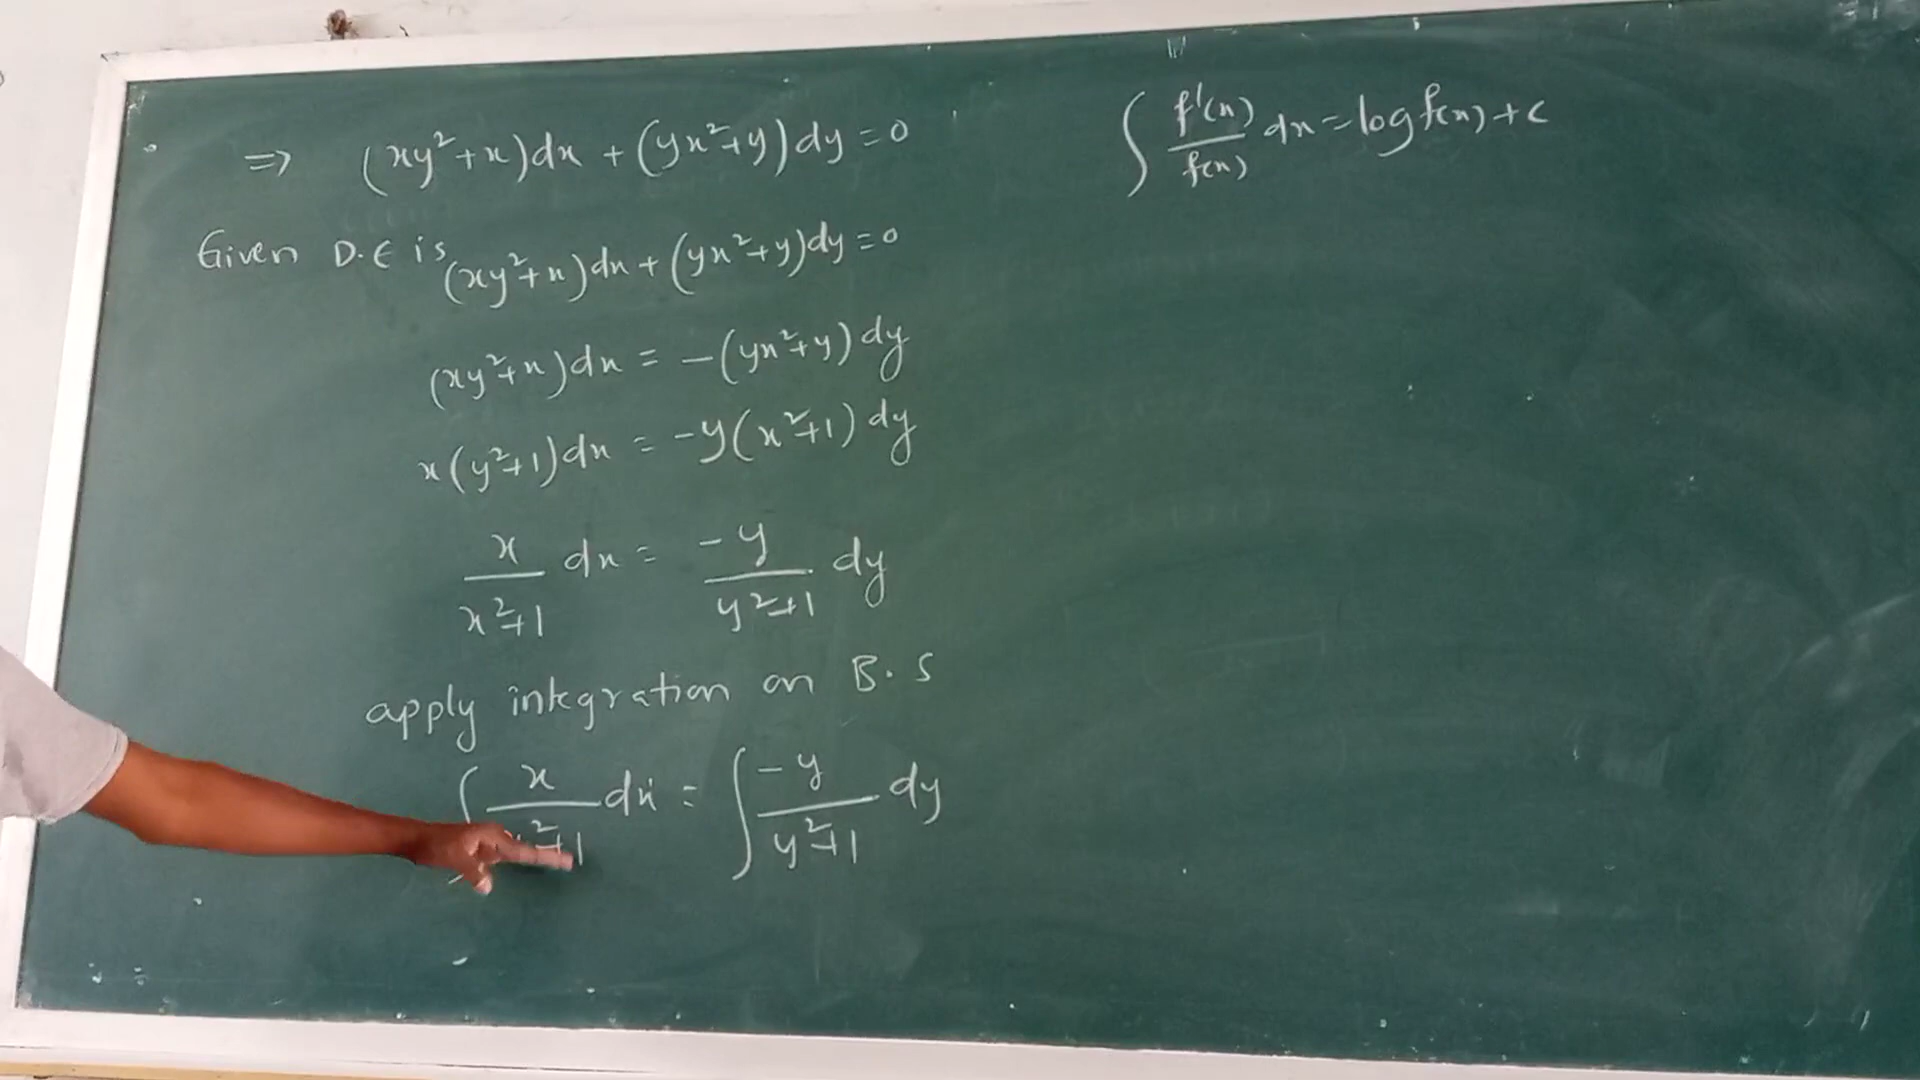 ⇒ (xy²+x)dx + (yx²+y)dy = 0
∫ f'(x)/f(x) dx = log f(x) + c
Given D.E is (xy²+x)dx + (yx²+y)dy = 0
(xy²+x)dx = -(yx²+y)dy
x(y²+1)dx = -y(x²+1)dy
x/x²+1 dx = -y/y²+1 dy
apply integration on B.S
∫ x/x²+1 dx = ∫ -y/y²+1 dy